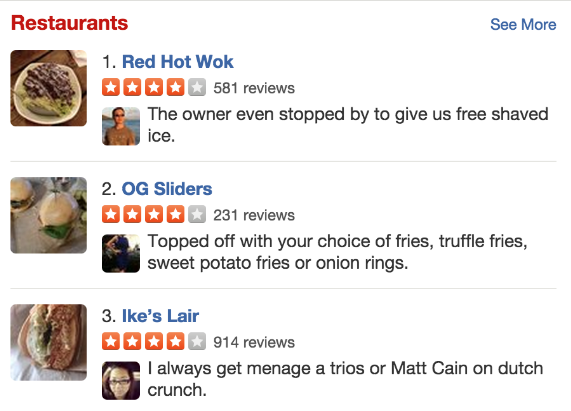 Restaurants
See More
1. Red Hot Wok
581 reviews
The owner even stopped by to give us free shaved
ice.
2. OG Sliders
231 reviews
Topped off with your choice of fries, truffle fries,
sweet potato fries or onion rings.
3. Ike's Lair
914 reviews
I always get menage a trios or Matt Cain on dutch
crunch.